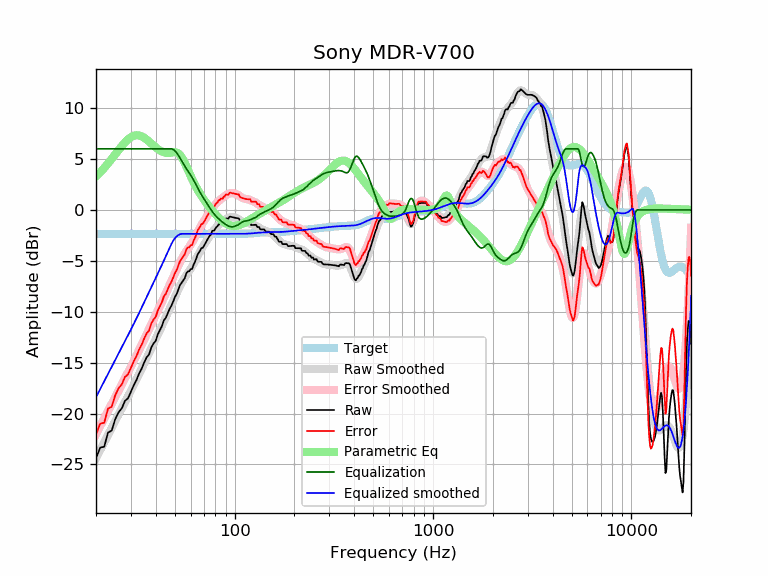 Sony MDR-V700
Amplitude (dBr)
10
5
0
−5
−10
−15
−20
−25
Target
Raw Smoothed
Error Smoothed
Raw
Error
Parametric Eq
Equalization
Equalized smoothed
100
1000
10000
Frequency (Hz)